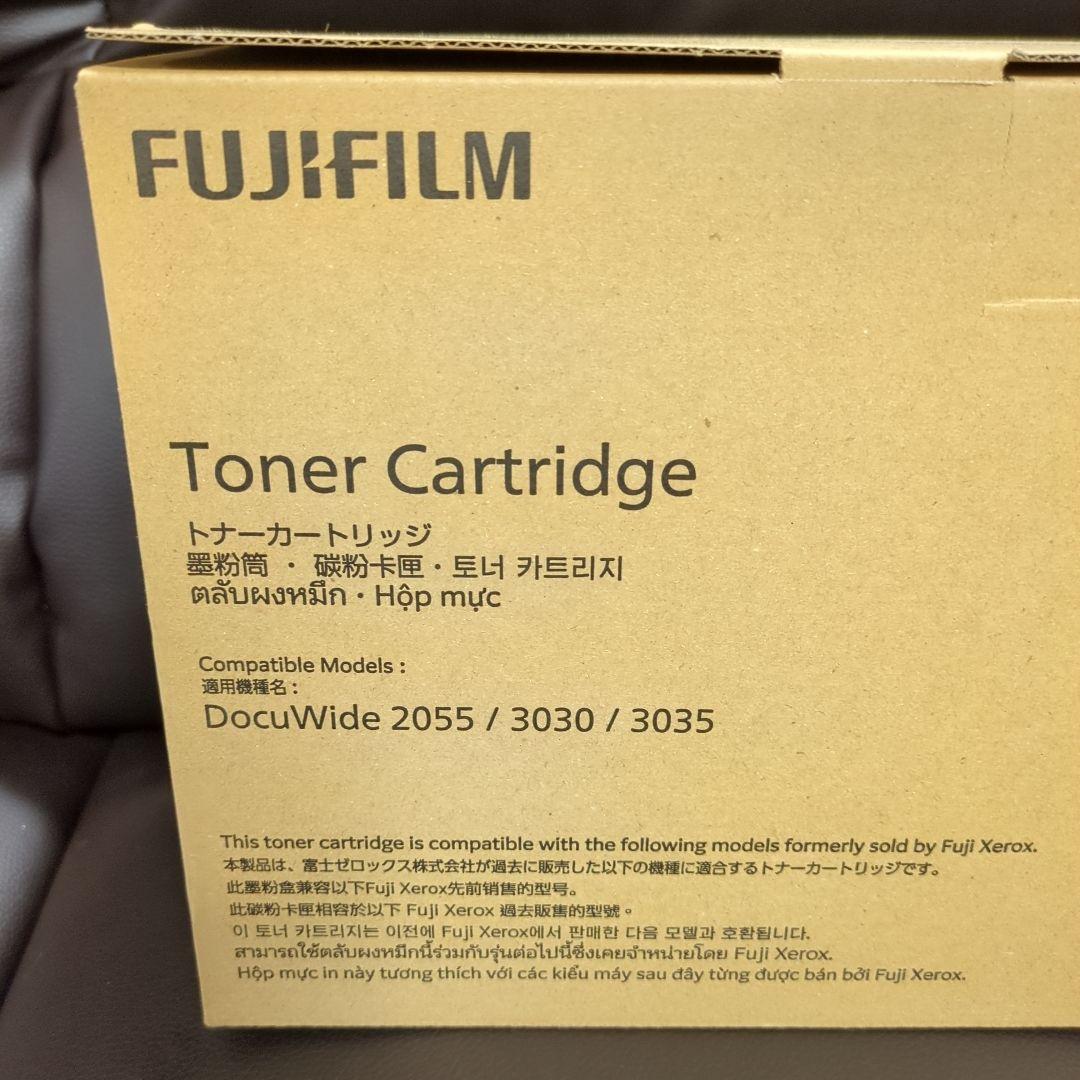 FUJIFILM
Toner Cartridge
トナーカートリッジ
墨粉筒 ・ 碳粉卡匣・토너 카트리지
ตลับผงหมึก・Hộp mực
Compatible Models :
適用機種名 :
DocuWide 2055 / 3030 / 3035
This toner cartridge is compatible with the following models formerly sold by Fuji Xerox.
本製品は、富士ゼロックス株式会社が過去に販売した以下の機種に適合するトナーカートリッジです。
此墨粉盒兼容以下Fuji Xerox先前销售的型号。
此碳粉卡匣相容於以下 Fuji Xerox 過去販售的型號。
이 토너 카트리지는 이전에 Fuji Xerox에서 판매한 다음 모델과 호환됩니다.
สามารถใช้ตลับผงหมึกนี้ร่วมกับรุ่นต่อไปนี้ซึ่งเคยจำหน่ายโดย Fuji Xerox.
Hộp mực in này tương thích với các kiểu máy sau đây từng được bán bởi Fuji Xerox.